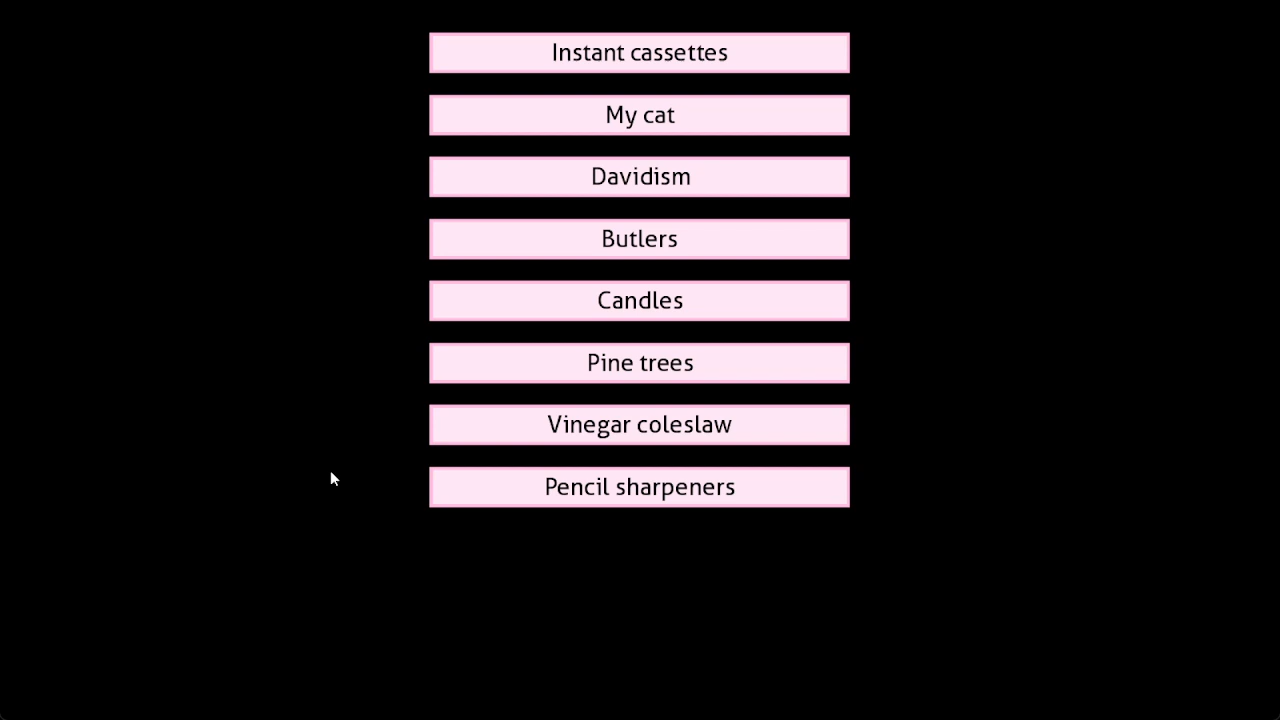 Instant cassettes
My cat
Davidism
Butlers
Candles
Pine trees
Vinegar coleslaw
Pencil sharpeners